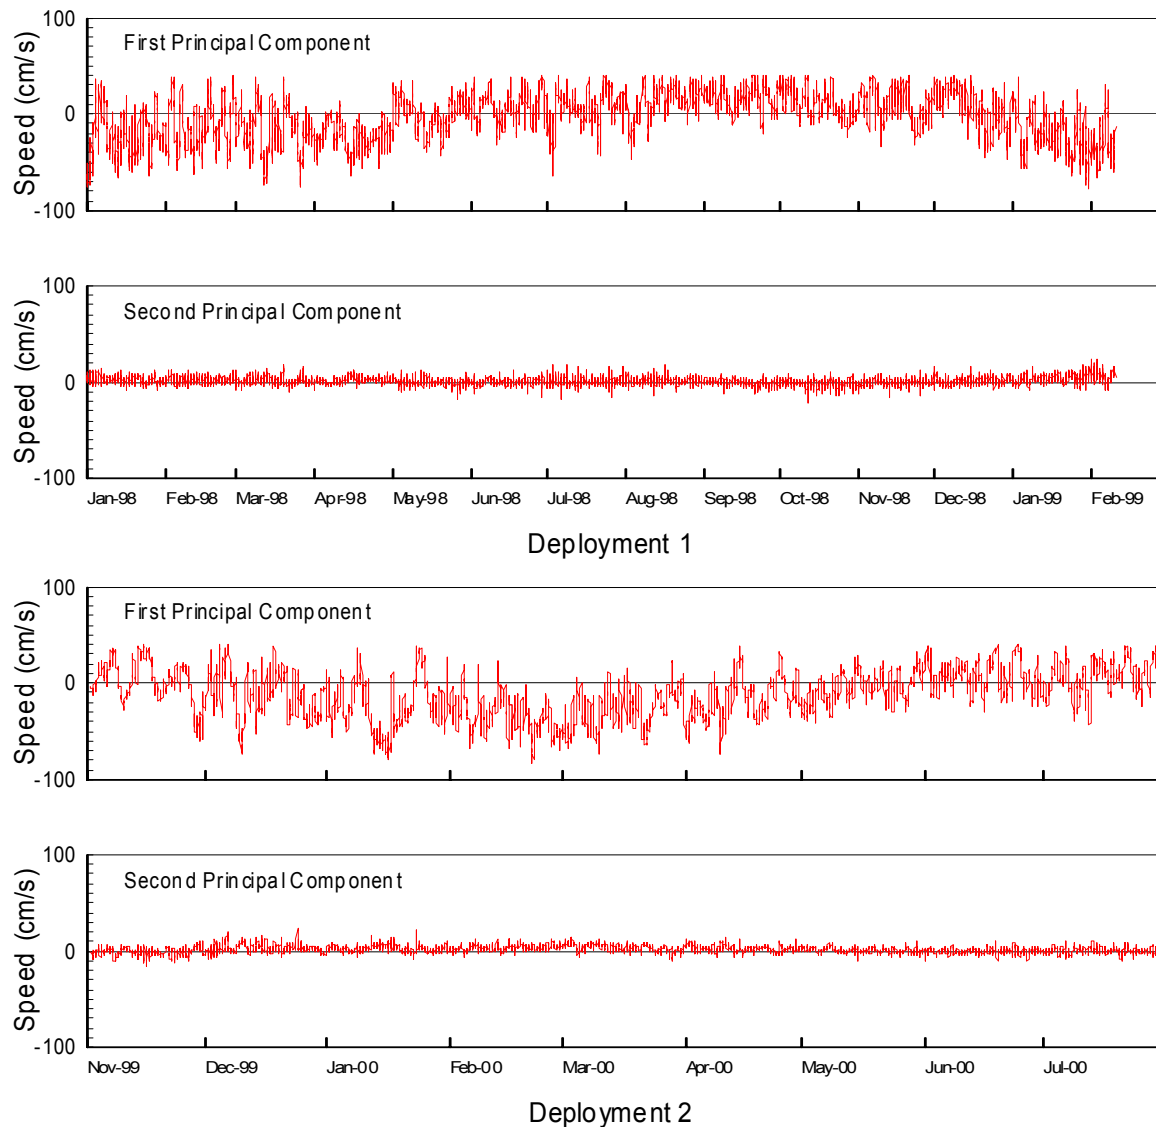 100
First Principal Component
0
-100
Speed (cm/s)
100
Second Principal Component
0
-100
Speed (cm/s)
Jan-98 Feb-98 Mar-98 Apr-98 May-98 Jun-98 Jul-98 Aug-98 Sep-98 Oct-98 Nov-98 Dec-98 Jan-99 Feb-99
Deployment 1
100
First Principal Component
0
-100
Speed (cm/s)
100
Second Principal Component
0
-100
Speed (cm/s)
Nov-99 Dec-99 Jan-00 Feb-00 Mar-00 Apr-00 May-00 Jun-00 Jul-00
Deployment 2